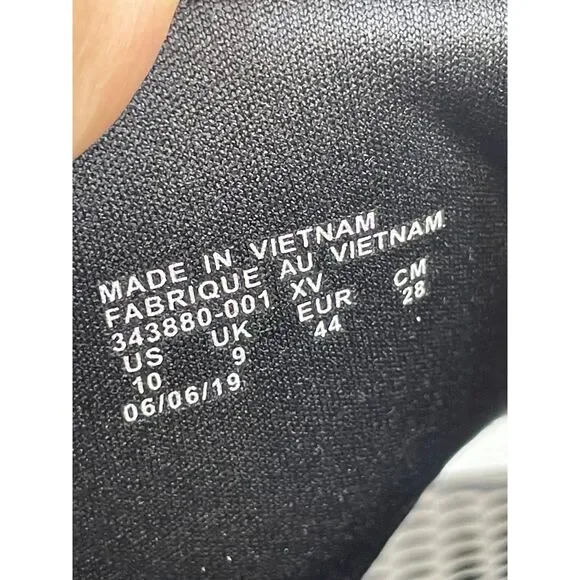 MADE IN VIETNAM
FABRIQUE AU VIETNAM
343880-001 XV
US UK EUR CM
10 9 44 28
06/06/19